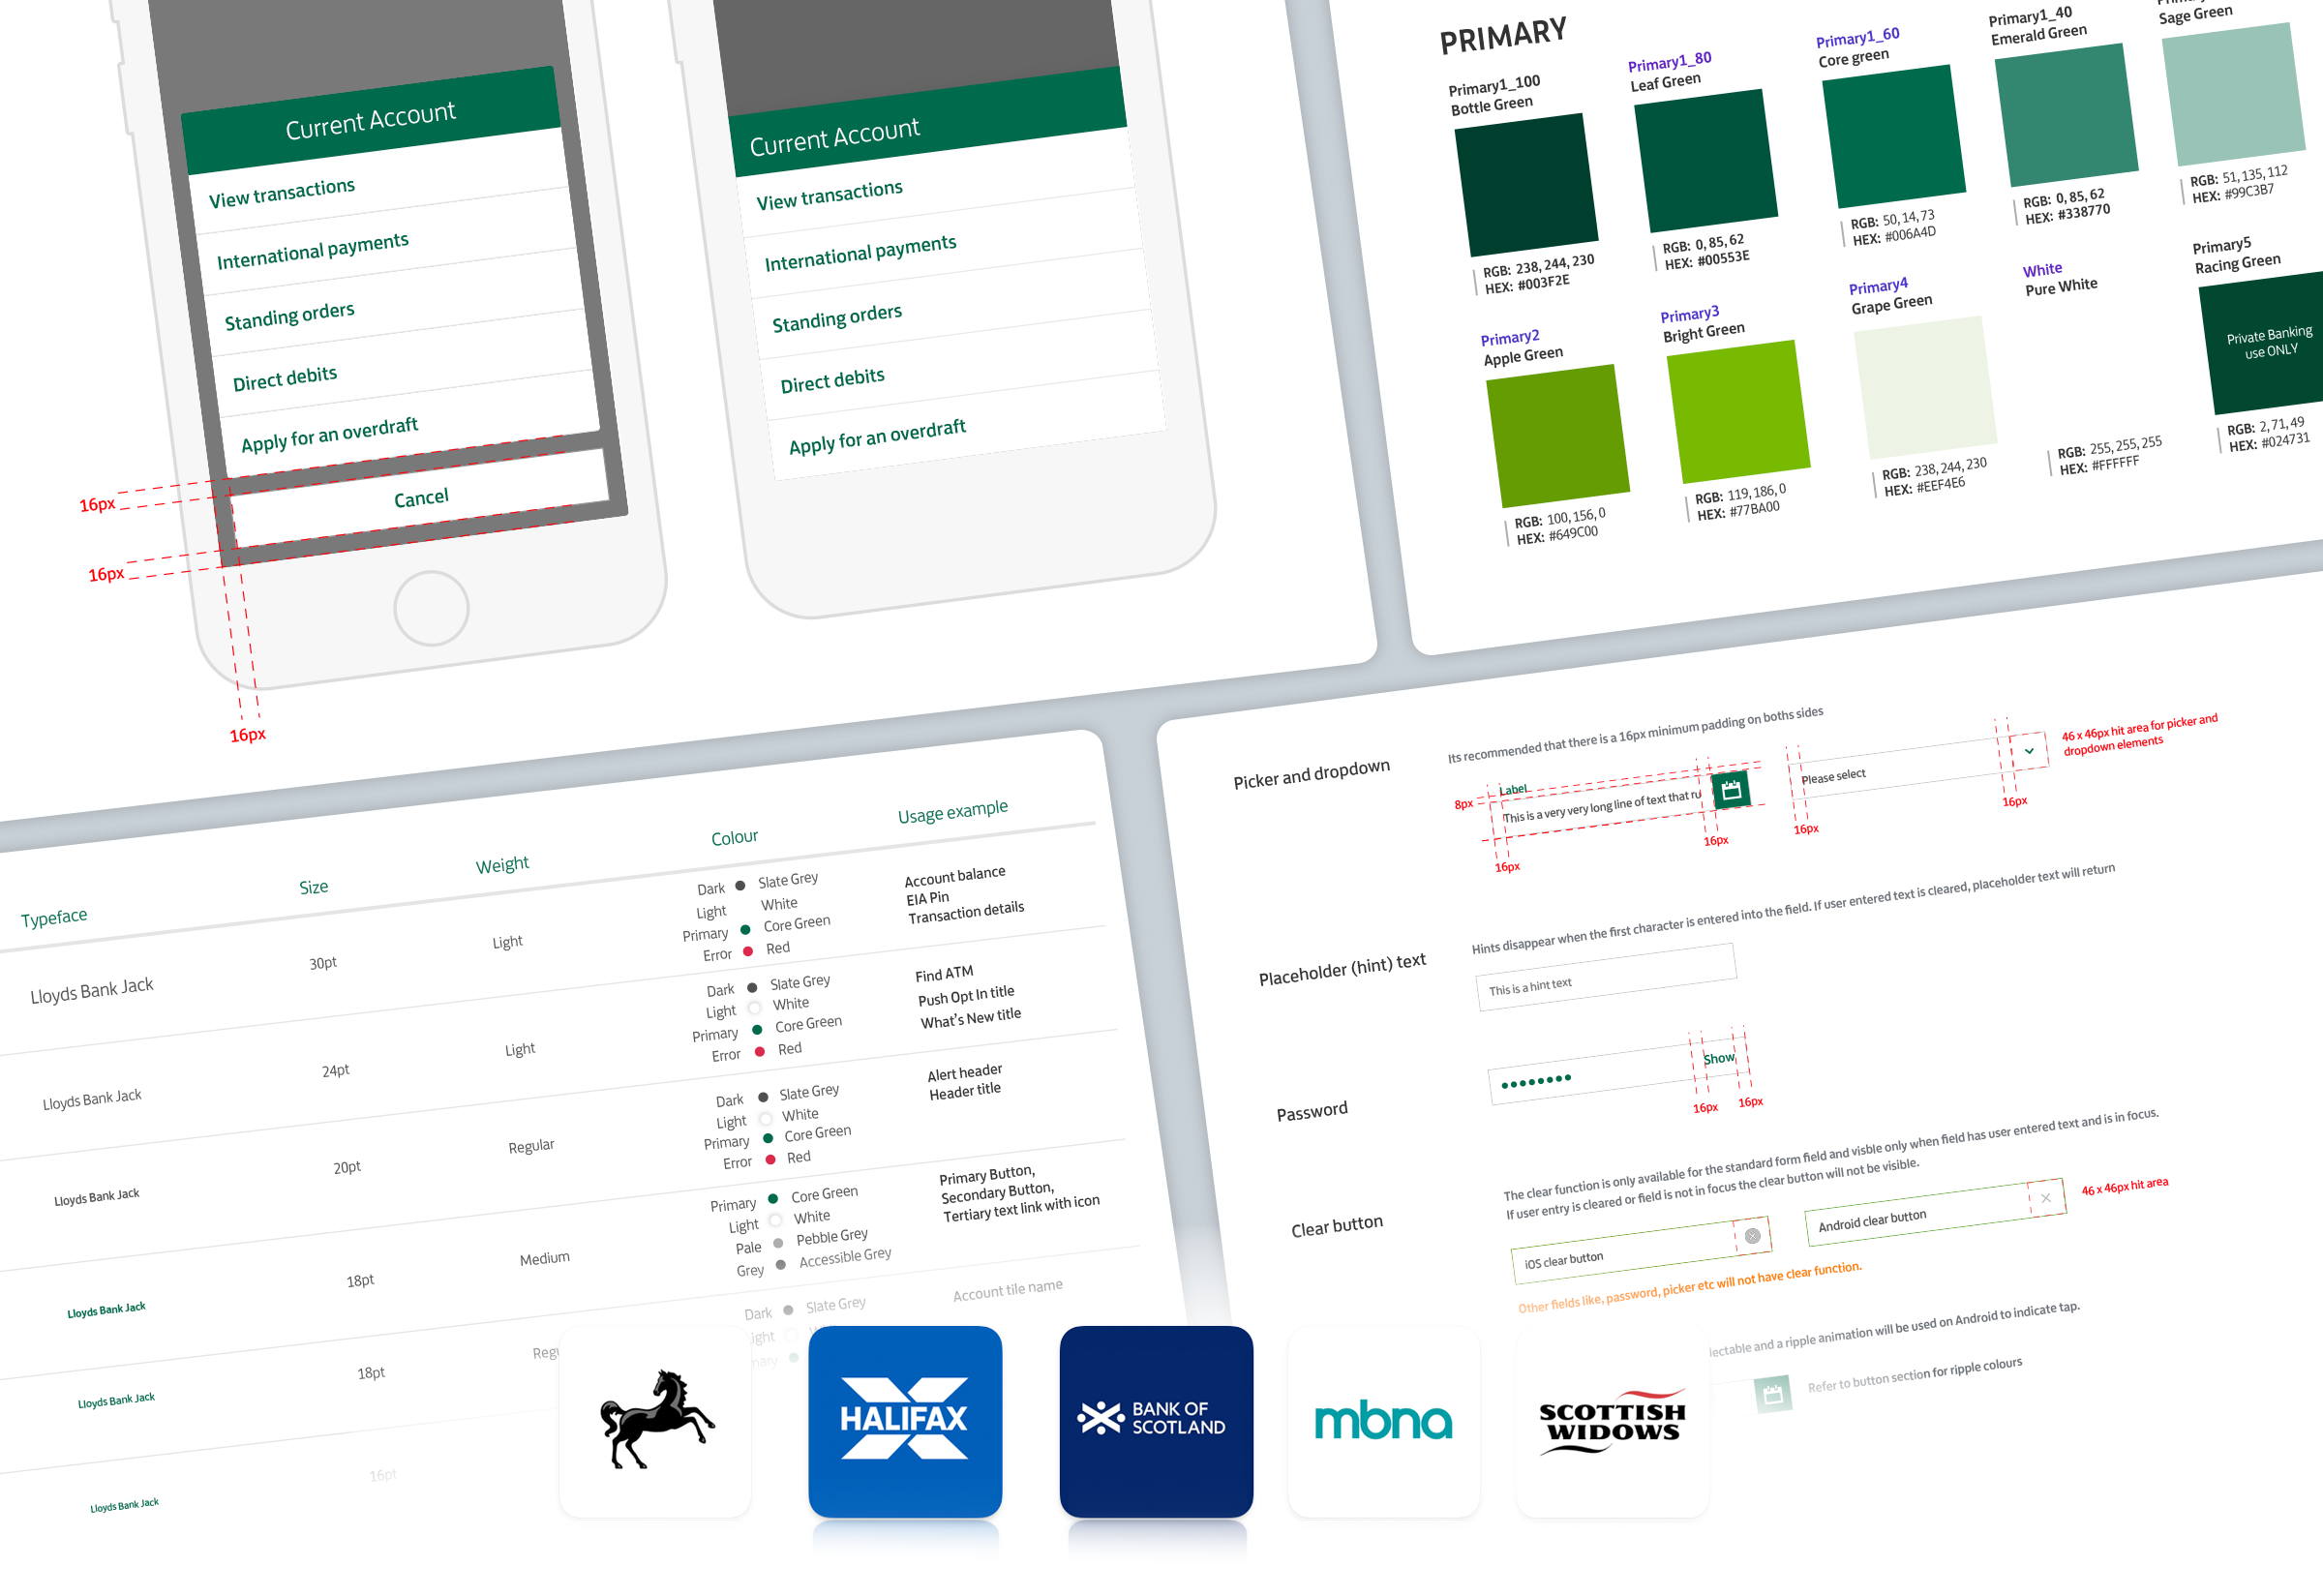 Current Account
View transactions
International payments
Standing orders
Direct debits
Apply for an overdraft
Cancel
16px
16px
16px
Current Account
View transactions
International payments
Standing orders
Direct debits
Apply for an overdraft
PRIMARY
Primary1_100
Bottle Green
RGB: 238, 244, 230
HEX: #003F2E
Primary1_80
Leaf Green
RGB: 0, 85, 62
HEX: #00553E
Primary1_60
Core green
RGB: 50, 14, 73
HEX: #006A4D
Primary1_40
Emerald Green
RGB: 0, 85, 62
HEX: #338770
Sage Green
RGB: 51, 135, 112
HEX: #99C3B7
Primary2
Apple Green
RGB: 100, 156, 0
HEX: #649C00
Primary3
Bright Green
RGB: 119, 186, 0
HEX: #77BA00
Primary4
Grape Green
RGB: 238, 244, 230
HEX: #EEF4E6
White
Pure White
RGB: 255, 255, 255
HEX: #FFFFFF
Primary5
Racing Green
Private Banking
use ONLY
RGB: 2, 71, 49
HEX: #024731
Typeface
Size
Weight
Colour
Usage example
Lloyds Bank Jack
30pt
Light
Dark Slate Grey
Light White
Primary Core Green
Error Red
Account balance
EIA Pin
Transaction details
Lloyds Bank Jack
24pt
Light
Dark Slate Grey
Light White
Primary Core Green
Error Red
Find ATM
Push Opt In title
What's New title
Lloyds Bank Jack
20pt
Regular
Dark Slate Grey
Light White
Primary Core Green
Error Red
Alert header
Header title
Lloyds Bank Jack
18pt
Medium
Primary Core Green
Light White
Pale Pebble Grey
Grey Accessible Grey
Primary Button,
Secondary Button,
Tertiary text link with icon
Lloyds Bank Jack
18pt
Dark Slate Grey
Account tile name
Lloyds Bank Jack
16pt
Picker and dropdown
Its recommended that there is a 16px minimum padding on boths sides
8px
Label
This is a very very long line of text that ru
16px
16px
Please select
16px
16px
46 x 46px hit area for picker and
dropdown elements
Placeholder (hint) text
Hints disappear when the first character is entered into the field. If user entered text is cleared, placeholder text will return
This is a hint text
Password
Show
16px
16px
Clear button
The clear function is only available for the standard form field and visble only when field has user entered text and is in focus.
If user entry is cleared or field is not in focus the clear button will not be visible.
iOS clear button
Android clear button
46 x 46px hit area
Other fields like, password, picker etc will not have clear function.
lectable and a ripple animation will be used on Android to indicate tap.
Refer to button section for ripple colours
HALIFAX
BANK OF
SCOTLAND
mbna
SCOTTISH
WIDOWS